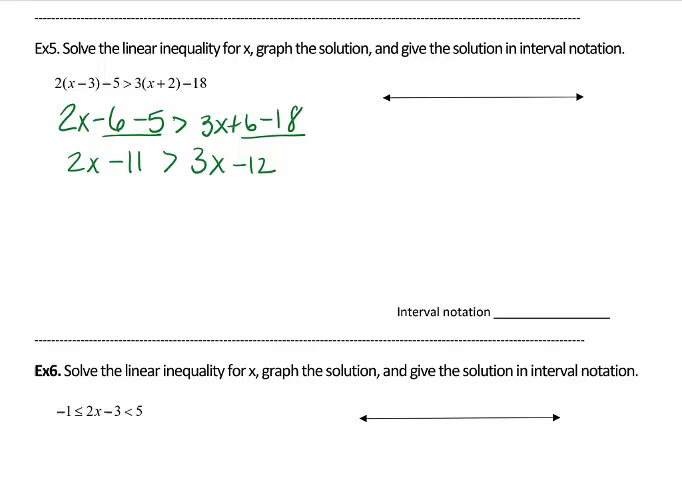 Ex5. Solve the linear inequality for x, graph the solution, and give the solution in interval notation.
2(x−3)−5>3(x+2)−18
2x−6−5 > 3x+6−18
2x −11 > 3x −12
Interval notation ________________
Ex6. Solve the linear inequality for x, graph the solution, and give the solution in interval notation.
−1≤2x−3<5